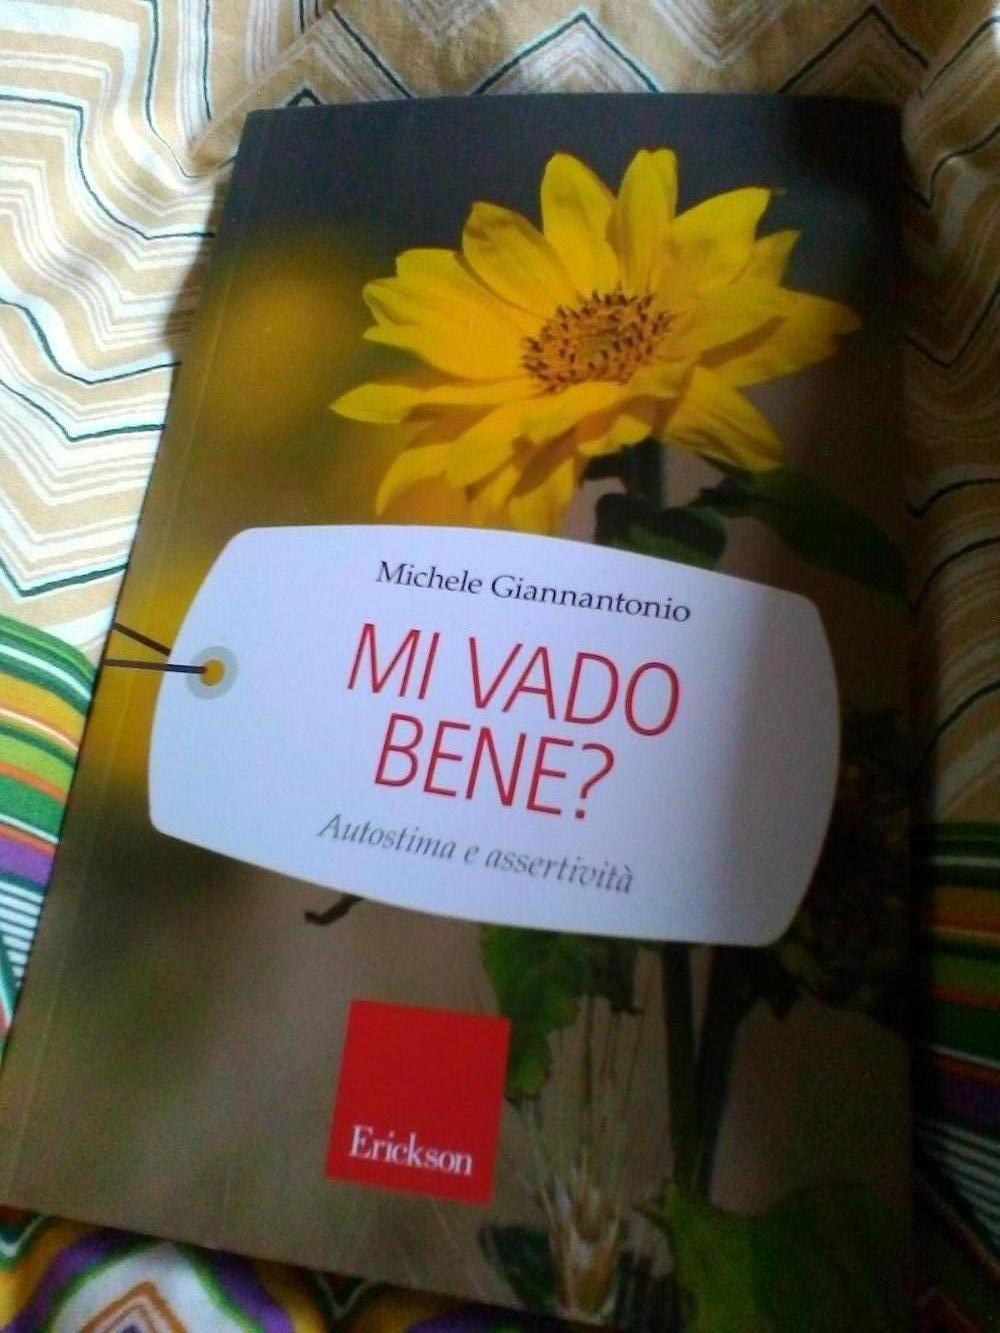 Michele Giannantonio
MI VADO
BENE?
Autostima e assertività
Erickson